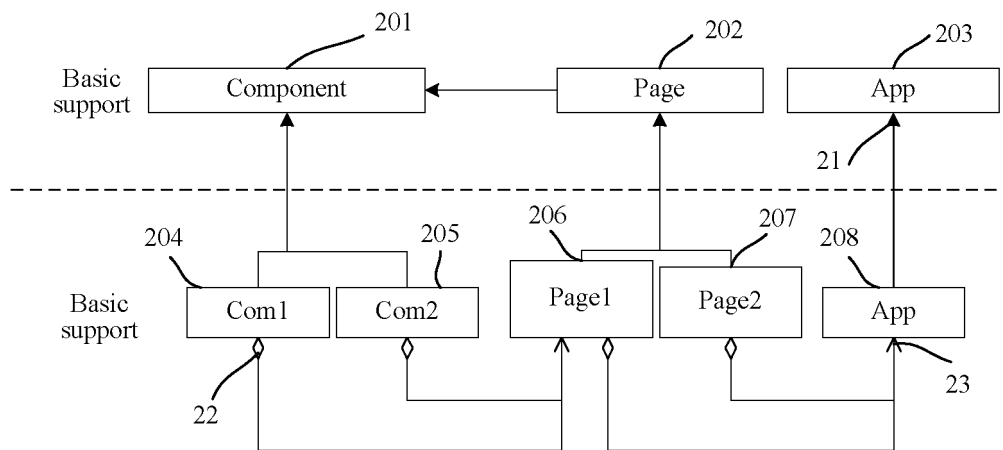 201
202
203
Basic
support
Component
Page
App
21
204
205
206
207
208
Basic
support
Com1
Com2
Page1
Page2
App
22
23